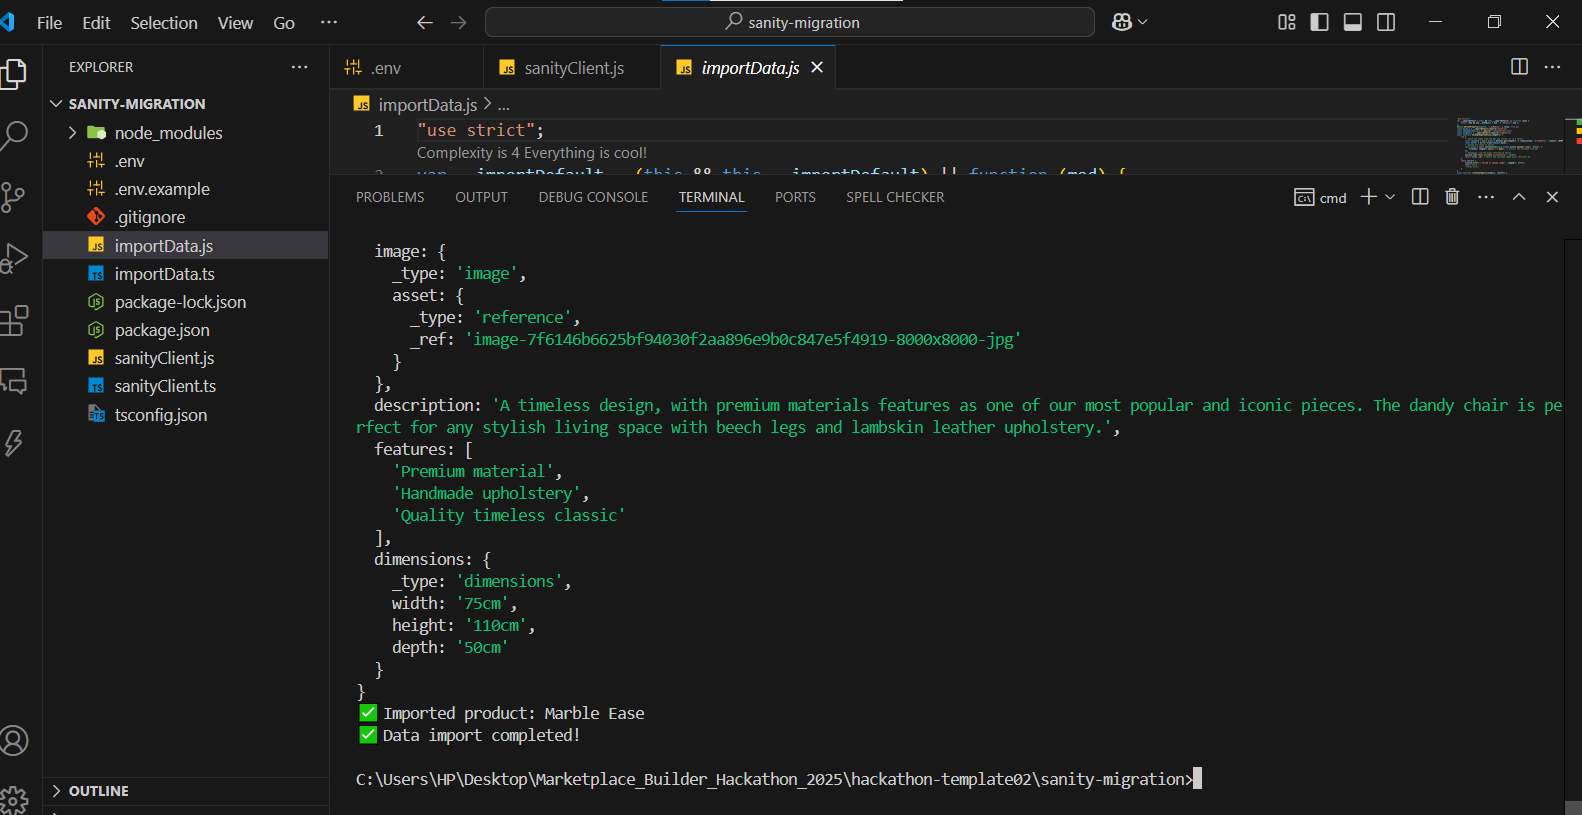 File Edit Selection View Go ··· sanity-migration
EXPLORER ···
SANITY-MIGRATION
node_modules
.env
.env.example
.gitignore
JS importData.js
TS importData.ts
package-lock.json
package.json
JS sanityClient.js
TS sanityClient.ts
tsconfig.json
OUTLINE
.env JS sanityClient.js JS importData.js
JS importData.js > ...
1 "use strict";
Complexity is 4 Everything is cool!
PROBLEMS OUTPUT DEBUG CONSOLE TERMINAL PORTS SPELL CHECKER cmd
image: {
_type: 'image',
asset: {
_type: 'reference',
_ref: 'image-7f6146b6625bf94030f2aa896e9b0c847e5f4919-8000x8000-jpg'
}
},
description: 'A timeless design, with premium materials features as one of our most popular and iconic pieces. The dandy chair is pe
rfect for any stylish living space with beech legs and lambskin leather upholstery.',
features: [
'Premium material',
'Handmade upholstery',
'Quality timeless classic'
],
dimensions: {
_type: 'dimensions',
width: '75cm',
height: '110cm',
depth: '50cm'
}
}
✅ Imported product: Marble Ease
✅ Data import completed!
C:\Users\HP\Desktop\Marketplace_Builder_Hackathon_2025\hackathon-template02\sanity-migration>